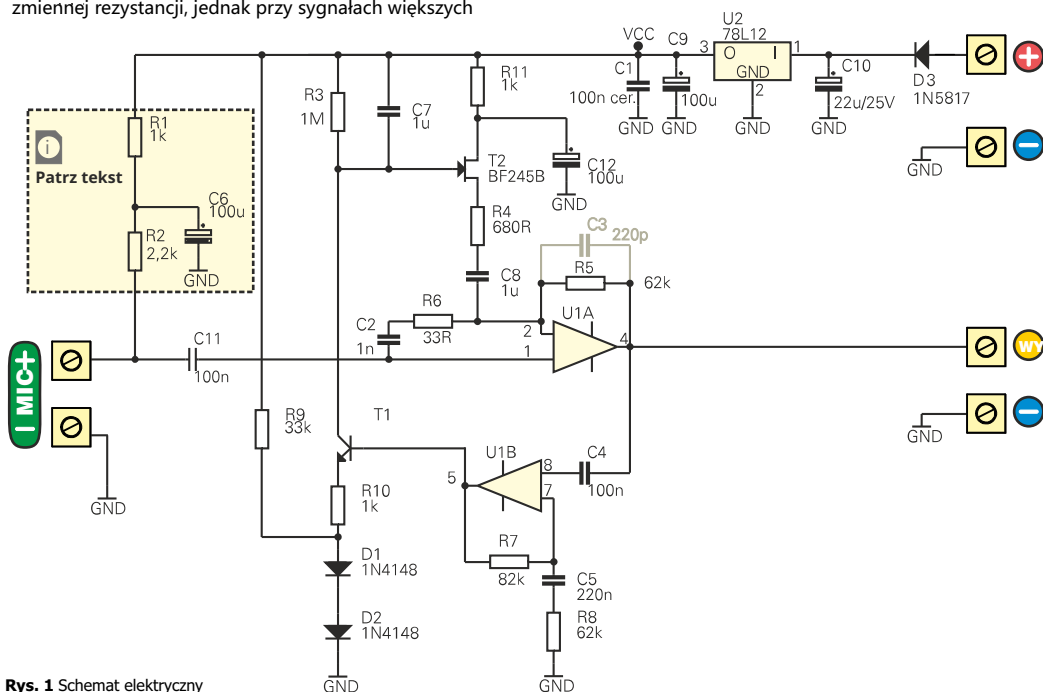 zmiennej rezystancji, jednak przy sygnałach większych
U2
78L12
VCC
C9
3
O
I
1
GND
2
C10
22u/25V
D3
1N5817
+
C1
100n cer.
100u
GND
GND
GND
GND
R11
1k
R3
1M
C7
1u
R1
1k
i
Patrz tekst
C6
100u
R2
2,2k
GND
T2
BF245B
C12
100u
GND
GND
–
R4
680R
C3
220p
R5
62k
C8
1u
R6
33R
U1A
2
1
4
C2
1n
C11
100n
WY
– MIC+
R9
33k
T1
GND
–
U1B
5
8
7
C4
100n
GND
R10
1k
R7
82k
C5
220n
D1
1N4148
R8
62k
D2
1N4148
GND
GND
Rys. 1 Schemat elektryczny